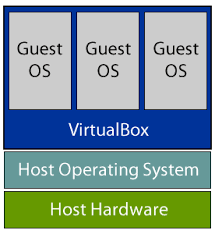 Guest Guest Guest
OS OS OS
VirtualBox
Host Operating System
Host Hardware